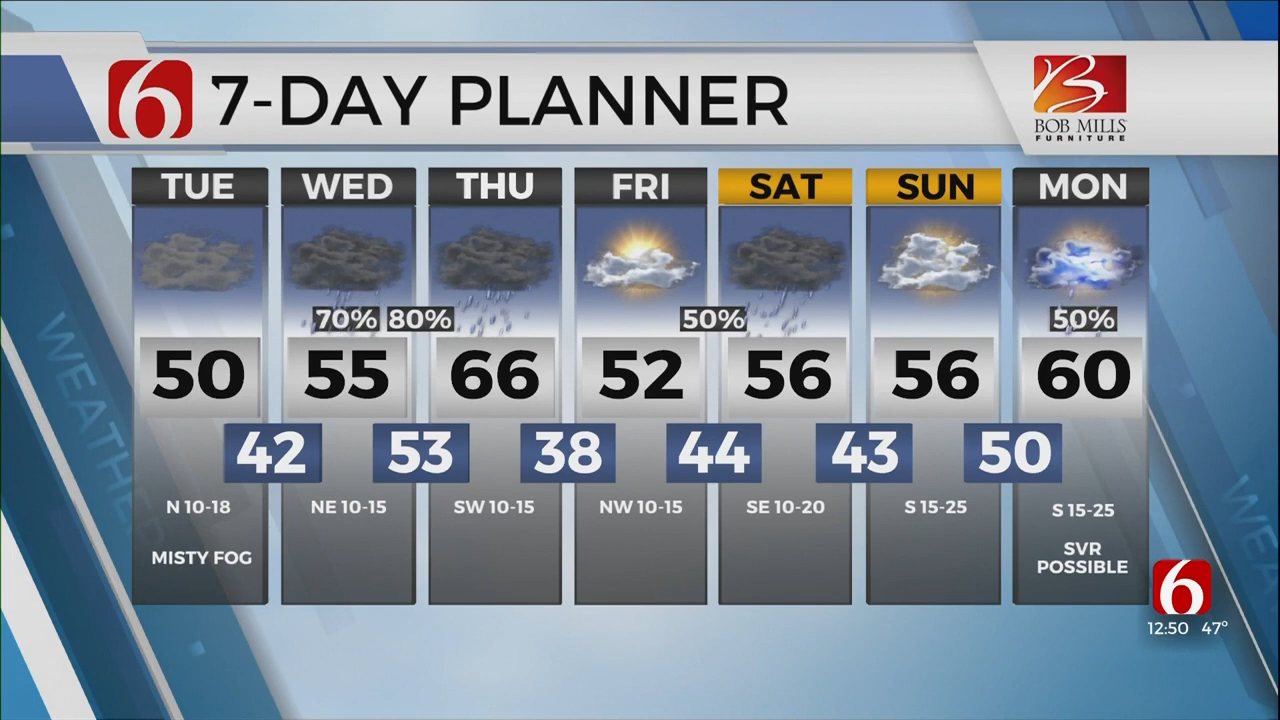 6 7-DAY PLANNER
BOB MILLS
FURNITURE
TUE WED THU FRI SAT SUN MON
70% 80% 50% 50%
50 55 66 52 56 56 60
42 53 38 44 43 50
N 10-18 NE 10-15 SW 10-15 NW 10-15 SE 10-20 S 15-25 S 15-25
MISTY FOG
SVR
POSSIBLE
6
12:50 47°
WEATHER
WEA